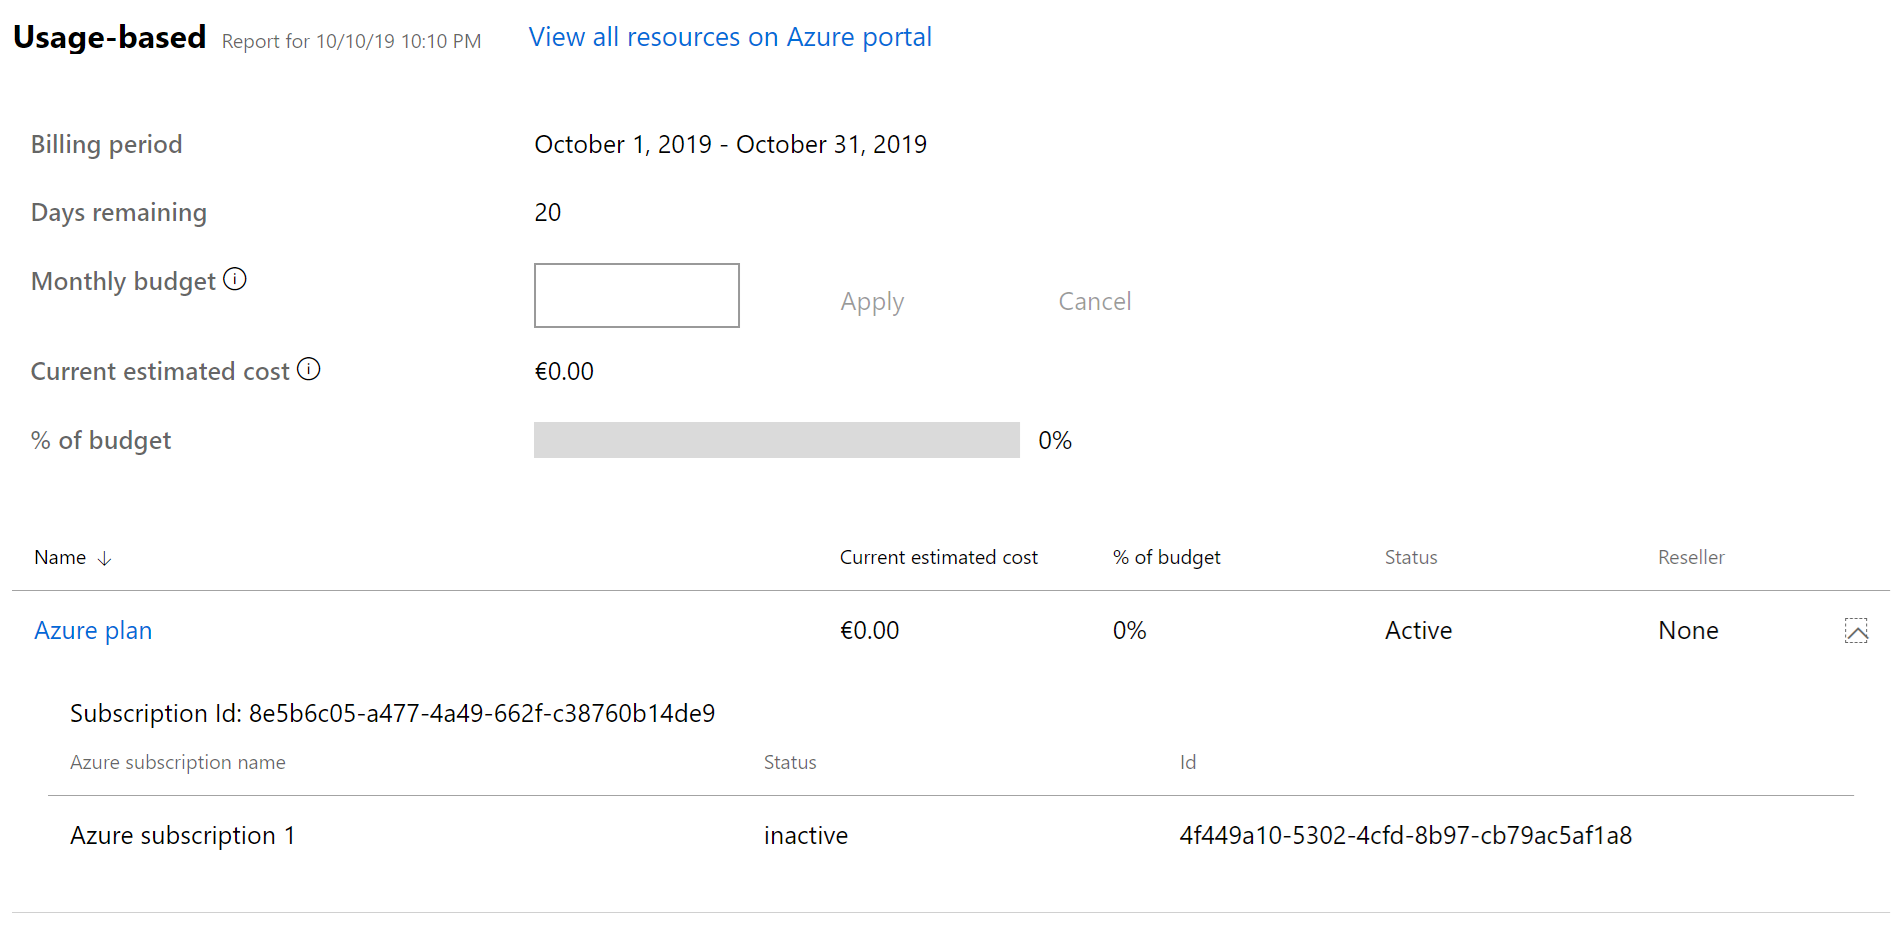 Usage-based Report for 10/10/19 10:10 PM View all resources on Azure portal
Billing period October 1, 2019 - October 31, 2019
Days remaining 20
Monthly budget Apply Cancel
Current estimated cost €0.00
% of budget 0%
Name ↓ Current estimated cost % of budget Status Reseller
Azure plan €0.00 0% Active None
Subscription Id: 8e5b6c05-a477-4a49-662f-c38760b14de9
Azure subscription name Status Id
Azure subscription 1 inactive 4f449a10-5302-4cfd-8b97-cb79ac5af1a8